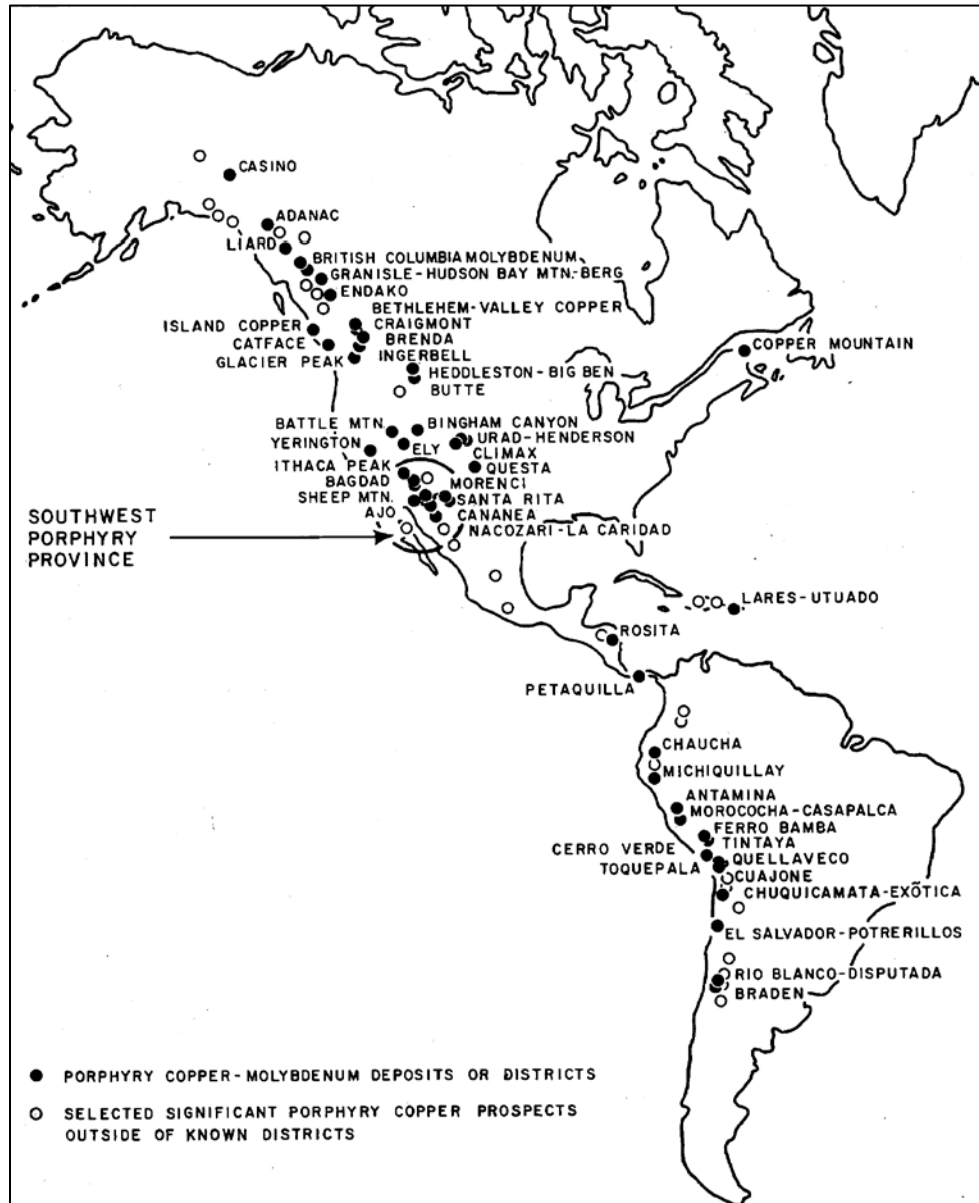 CASINO
ADANAC
LIARD
BRITISH COLUMBIA MOLYBDENUM
GRANISLE-HUDSON BAY MTN.-BERG
ENDAKO
BETHLEHEM-VALLEY COPPER
ISLAND COPPER
CRAIGMONT
CATFACE
BRENDA
GLACIER PEAK
INGERBELL
COPPER MOUNTAIN
HEDDLESTON-BIG BEN
BUTTE
BATTLE MTN.
BINGHAM CANYON
YERINGTON
ELY
URAD-HENDERSON
CLIMAX
ITHACA PEAK
QUESTA
BAGDAD
MORENCI
SHEEP MTN.
SANTA RITA
AJO
CANANEA
NACOZARI-LA CARIDAD
SOUTHWEST
PORPHYRY
PROVINCE
LARES-UTUADO
ROSITA
PETAQUILLA
CHAUCHA
MICHIQUILLAY
ANTAMINA
MOROCOCHA-CASAPALCA
FERRO BAMBA
TINTAYA
CERRO VERDE
TOQUEPALA
QUELLAVECO
CUAJONE
CHUQUICAMATA-EXÕTICA
EL SALVADOR-POTRERILLOS
RIO BLANCO-DISPUTADA
BRADEN
PORPHYRY COPPER-MOLYBDENUM DEPOSITS OR DISTRICTS
SELECTED SIGNIFICANT PORPHYRY COPPER PROSPECTS
OUTSIDE OF KNOWN DISTRICTS